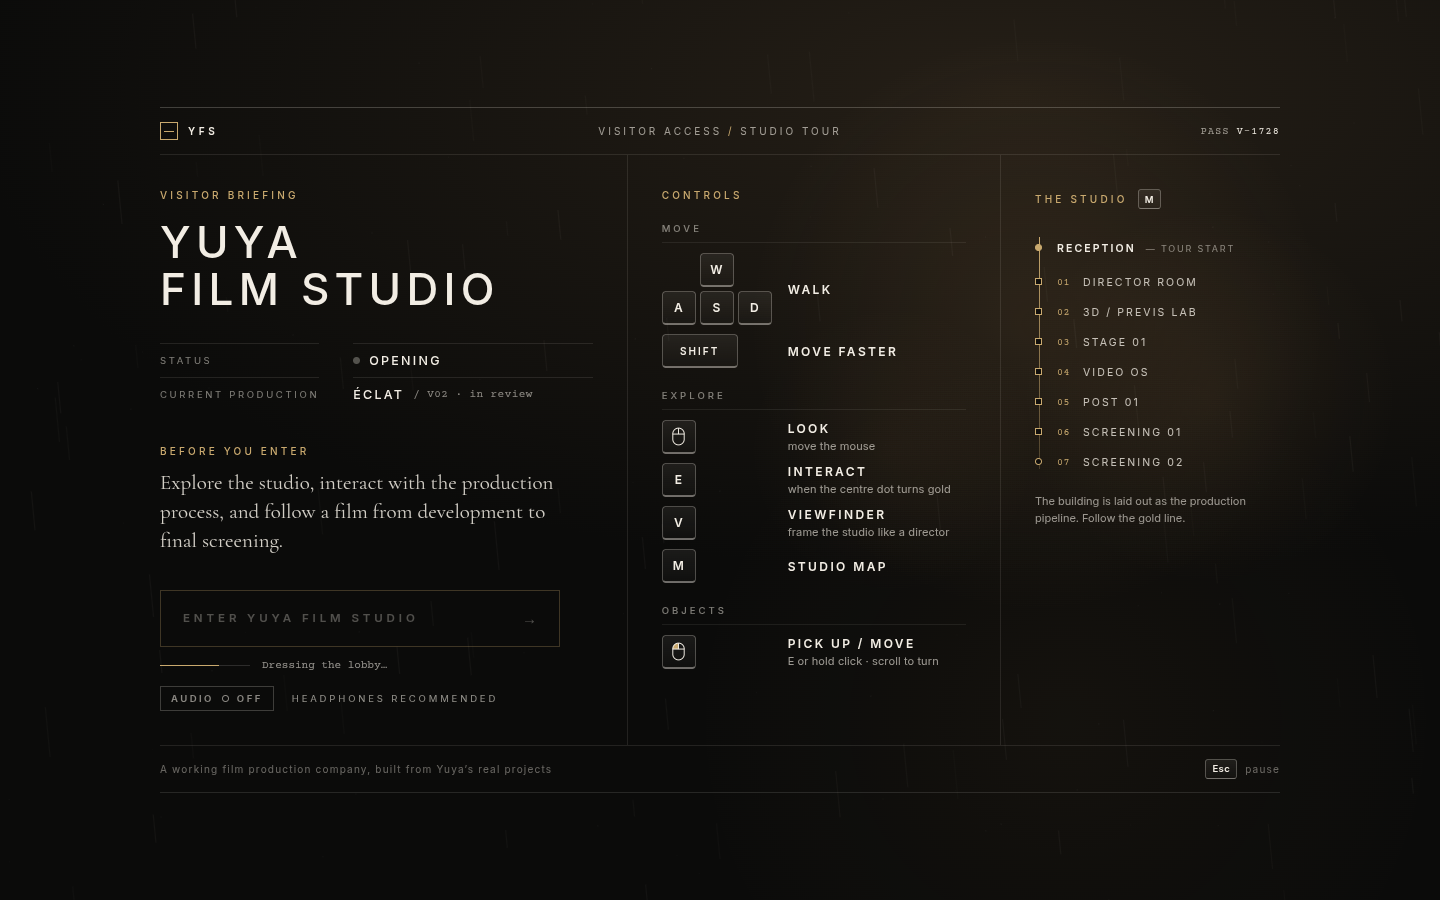 YFS
VISITOR ACCESS / STUDIO TOUR
PASS V-1728
VISITOR BRIEFING
YUYA
FILM STUDIO
STATUS
OPENING
CURRENT PRODUCTION
ÉCLAT / V02 · in review
BEFORE YOU ENTER
Explore the studio, interact with the production
process, and follow a film from development to
final screening.
ENTER YUYA FILM STUDIO →
Dressing the lobby…
AUDIO OFF
HEADPHONES RECOMMENDED
CONTROLS
MOVE
W
A S D
WALK
SHIFT
MOVE FASTER
EXPLORE
LOOK
move the mouse
E
INTERACT
when the centre dot turns gold
V
VIEWFINDER
frame the studio like a director
M
STUDIO MAP
OBJECTS
PICK UP / MOVE
E or hold click · scroll to turn
THE STUDIO M
RECEPTION — TOUR START
01 DIRECTOR ROOM
02 3D / PREVIS LAB
03 STAGE 01
04 VIDEO OS
05 POST 01
06 SCREENING 01
07 SCREENING 02
The building is laid out as the production
pipeline. Follow the gold line.
A working film production company, built from Yuya's real projects
Esc pause